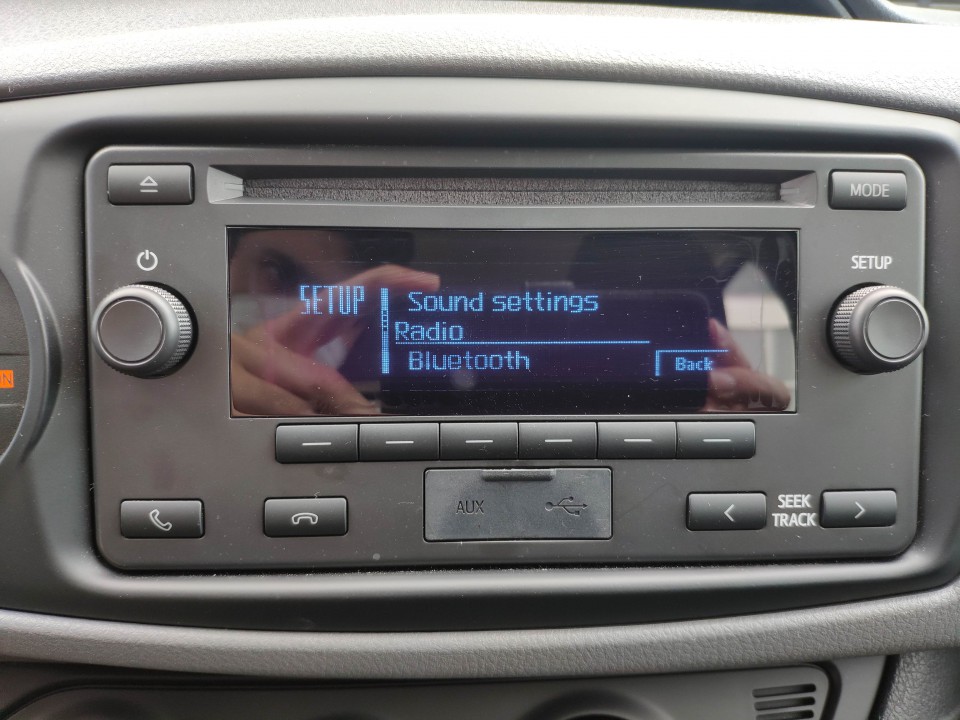 MODE
SETUP
SETUP
Sound settings
Radio
Bluetooth
Back
AUX
SEEK
TRACK